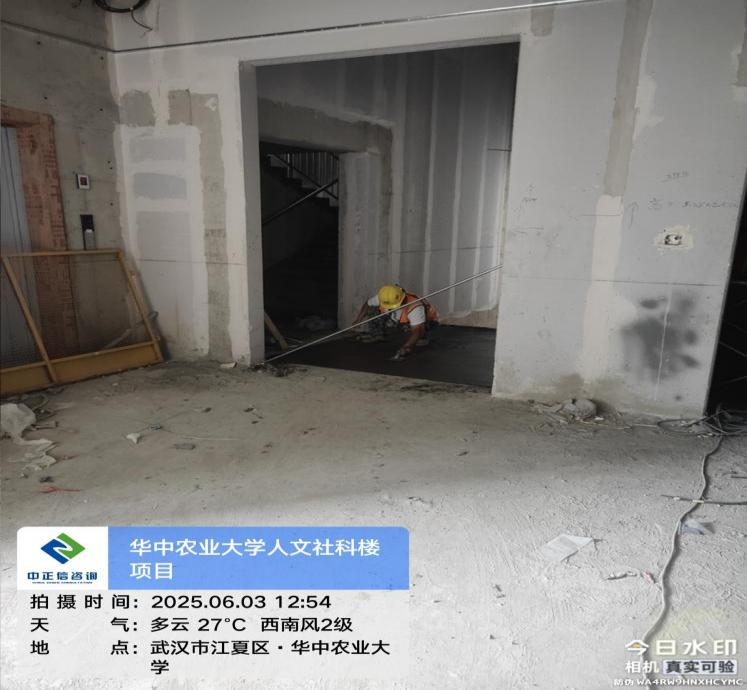 华中农业大学人文社科楼
项目
中正信咨询
拍 摄 时 间: 2025.06.03 12:54
天 气: 多云 27°C 西南风2级
地 点: 武汉市江夏区·华中农业大
学
今日水印
相机 真实可验
防伪 WA4RW9HNXHCYMC